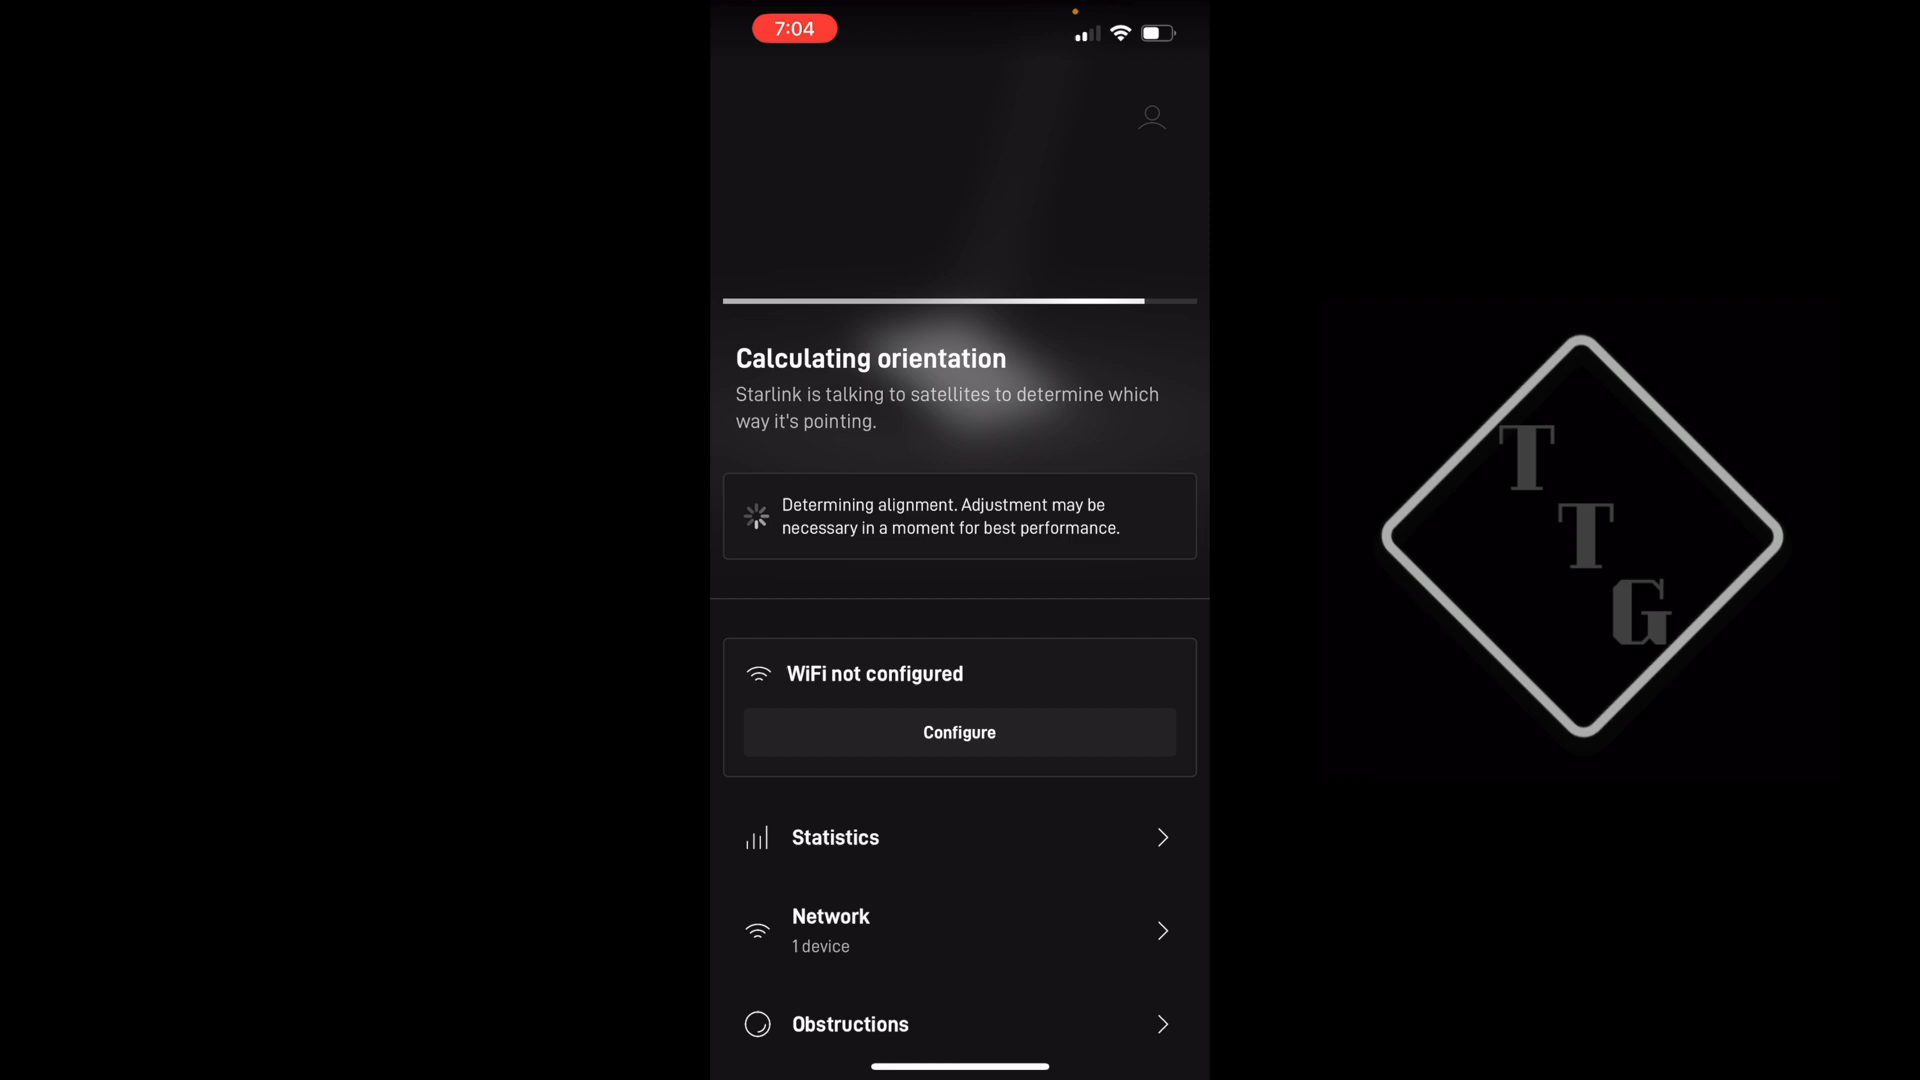 7:04
Calculating orientation
Starlink is talking to satellites to determine which
way it's pointing.
Determining alignment. Adjustment may be
necessary in a moment for best performance.
WiFi not configured
Configure
Statistics
Network
1 device
Obstructions
T
T
G